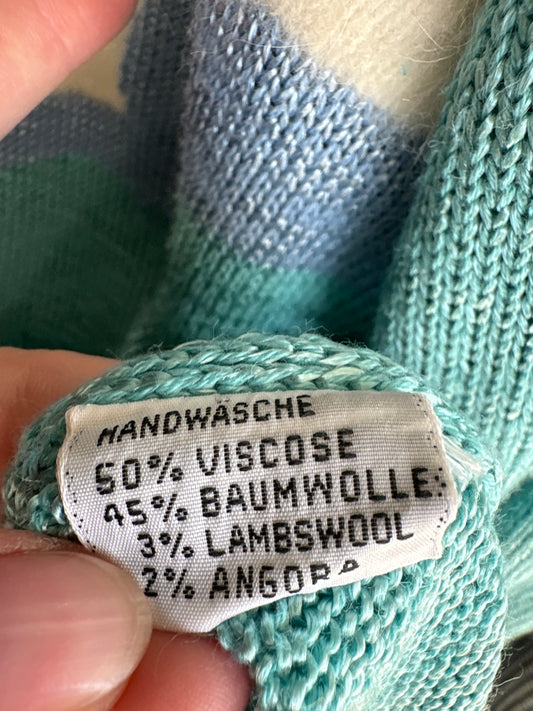 HANDWÄSCHE
50% VISCOSE
45% BAUMWOLLE
3% LAMBSWOOL
2% ANGORA